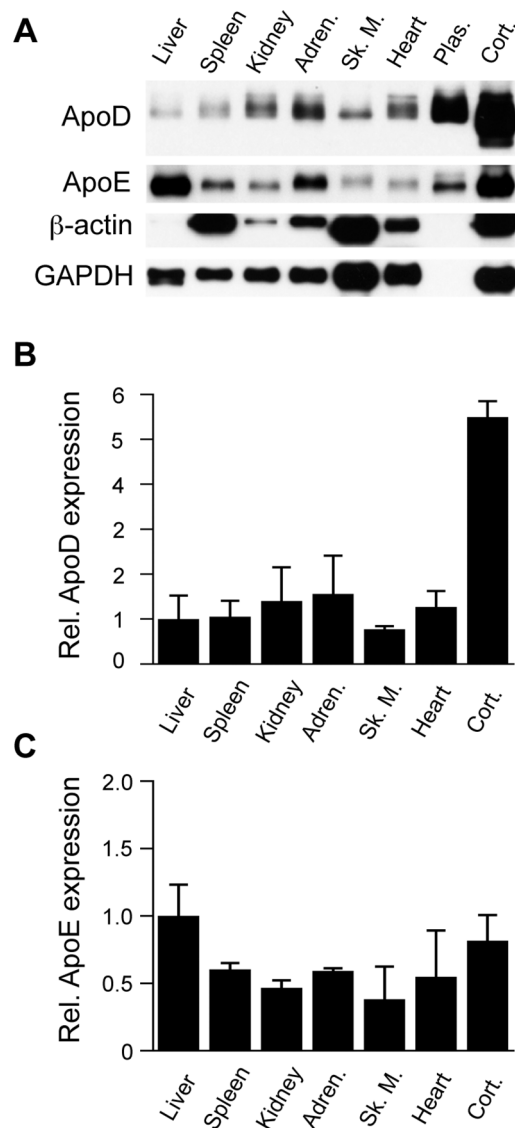 A
Liver Spleen Kidney Adren. Sk. M. Heart Plas. Cort.
ApoD
ApoE
β-actin
GAPDH
B
Rel. ApoD expression
6
5
4
2
2
1
0
Liver Spleen Kidney Adren. Sk. M. Heart Cort.
C
Rel. ApoE expression
2.0
1.5
1.0
0.5
0
Liver Spleen Kidney Adren. Sk. M. Heart Cort.